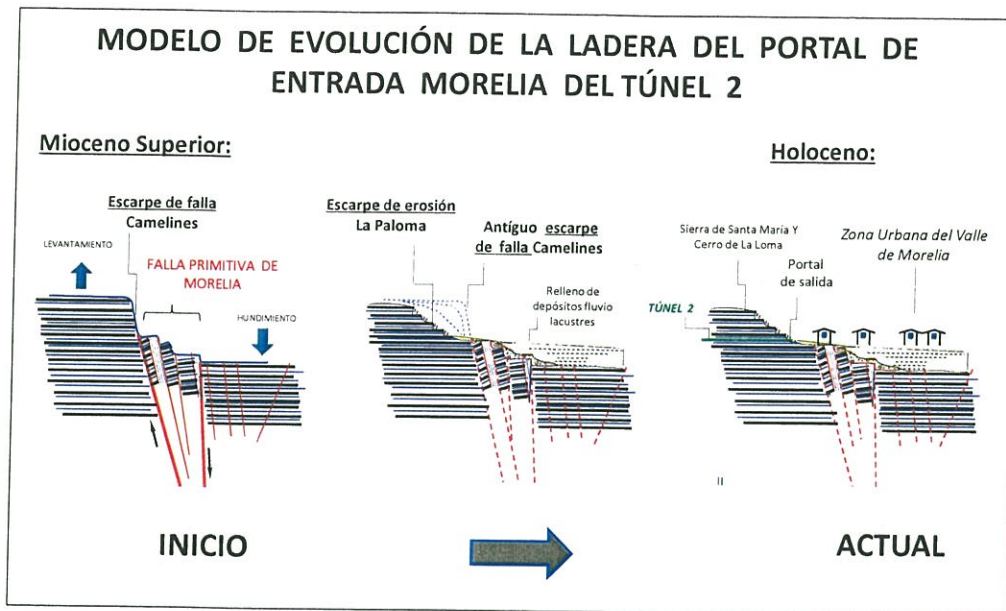 MODELO DE EVOLUCIÓN DE LA LADERA DEL PORTAL DE
ENTRADA MORELIA DEL TÚNEL 2
Mioceno Superior:
Escarpe de falla
Camelines
LEVANTAMIENTO
FALLA PRIMITIVA DE
MORELIA
HUNDIMIENTO
Escarpe de erosión
La Paloma
Antíguo escarpe
de falla Camelines
Relleno de
depósitos fluvio
lacustres
Holoceno:
Sierra de Santa María Y
Cerro de La Loma
Zona Urbana del Valle
de Morelia
Portal
de salida
TÚNEL 2
II
INICIO
ACTUAL